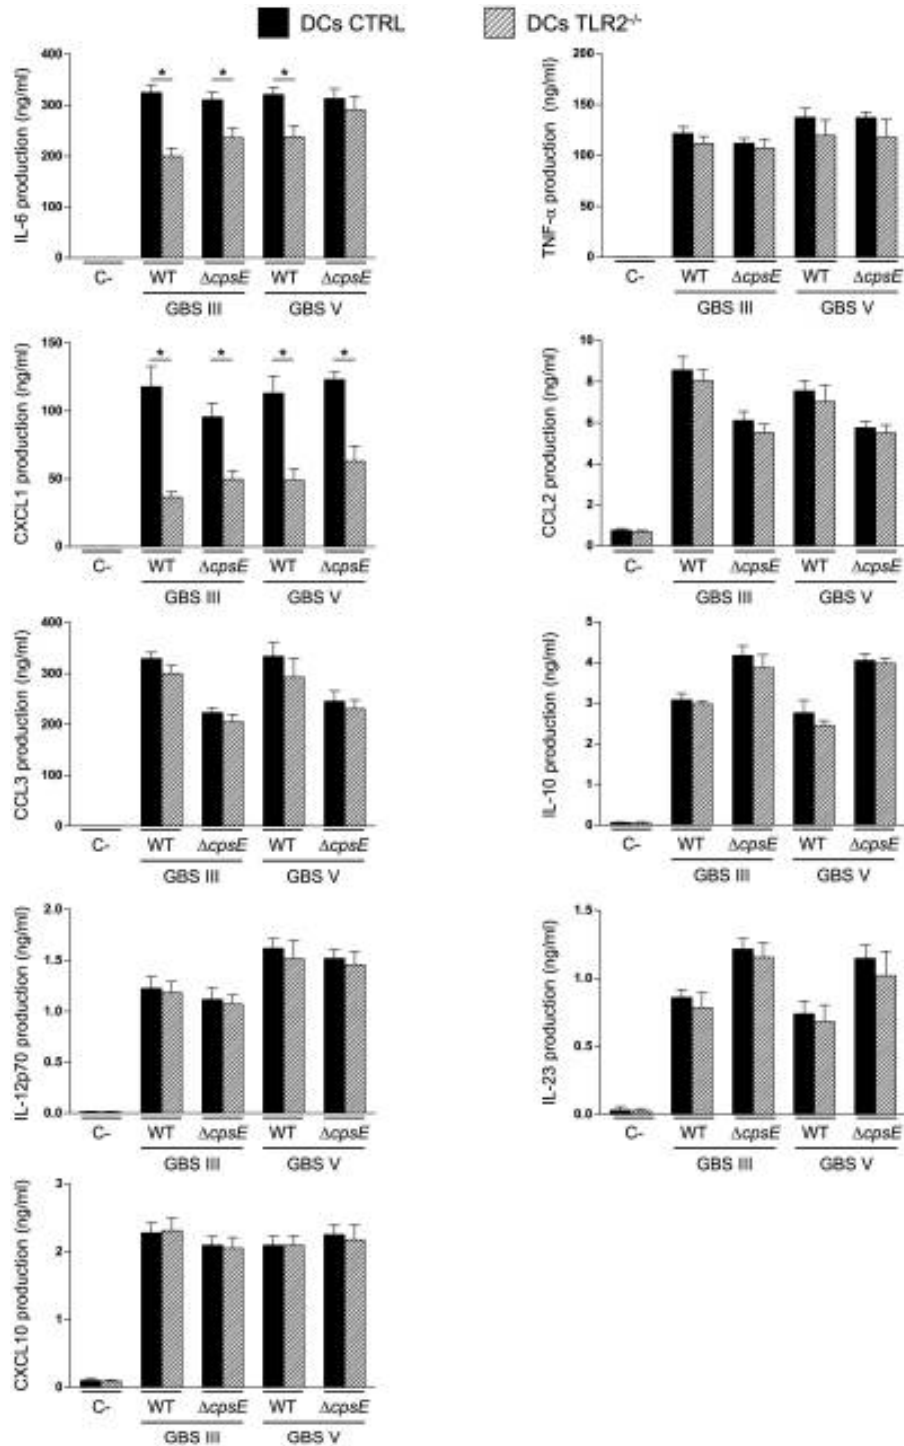 DCs CTRL DCs TLR2-/-
IL-6 production (ng/ml)
400
300
200
100
0
* * *
C- WT ΔcpsE WT ΔcpsE
GBS III GBS V
TNF-α production (ng/ml)
200
150
100
50
0
C- WT ΔcpsE WT ΔcpsE
GBS III GBS V
CXCL1 production (ng/ml)
150
100
50
0
* * * *
C- WT ΔcpsE WT ΔcpsE
GBS III GBS V
CCL2 production (ng/ml)
10
8
6
4
2
0
C- WT ΔcpsE WT ΔcpsE
GBS III GBS V
CCL3 production (ng/ml)
400
300
200
100
0
C- WT ΔcpsE WT ΔcpsE
GBS III GBS V
IL-10 production (ng/ml)
5
4
3
2
1
0
C- WT ΔcpsE WT ΔcpsE
GBS III GBS V
IL-12p70 production (ng/ml)
2.0
1.5
1.0
0.5
0.0
C- WT ΔcpsE WT ΔcpsE
GBS III GBS V
IL-23 production (ng/ml)
1.5
1.0
0.5
0.0
C- WT ΔcpsE WT ΔcpsE
GBS III GBS V
CXCL10 production (ng/ml)
3
2
1
0
C- WT ΔcpsE WT ΔcpsE
GBS III GBS V